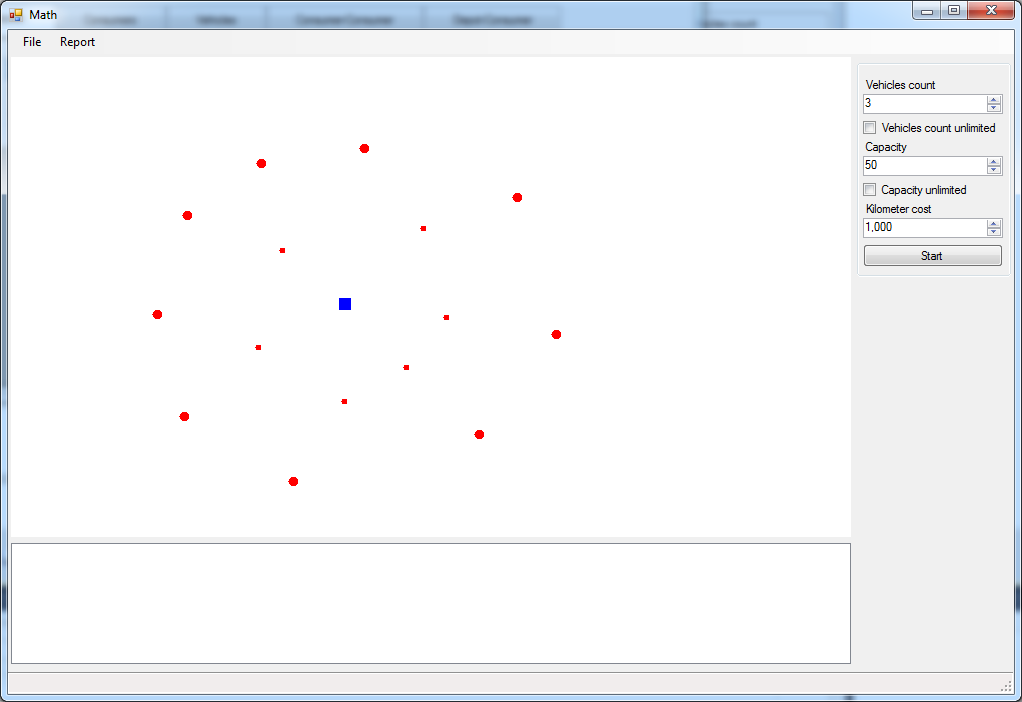 Math
File Report
Vehicles count
3
Vehicles count unlimited
Capacity
50
Capacity unlimited
Kilometer cost
1,000
Start